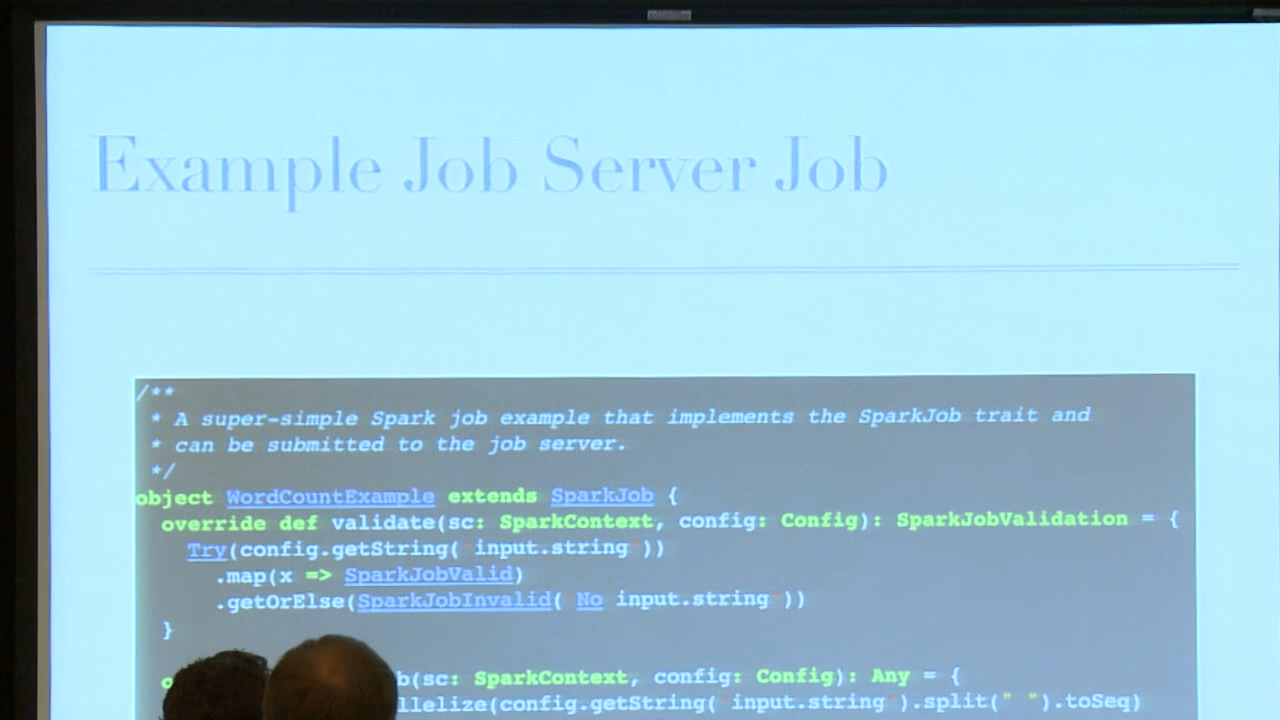 Example Job Server Job
/**
* A super-simple Spark job example that implements the SparkJob trait and
* can be submitted to the job server.
*/
object WordCountExample extends SparkJob {
override def validate(sc: SparkContext, config: Config): SparkJobValidation = {
Try(config.getString("input.string"))
.map(x => SparkJobValid)
.getOrElse(SparkJobInvalid("No input.string"))
}
o b(sc: SparkContext, config: Config): Any = {
llelize(config.getString("input.string").split(" ").toSeq)